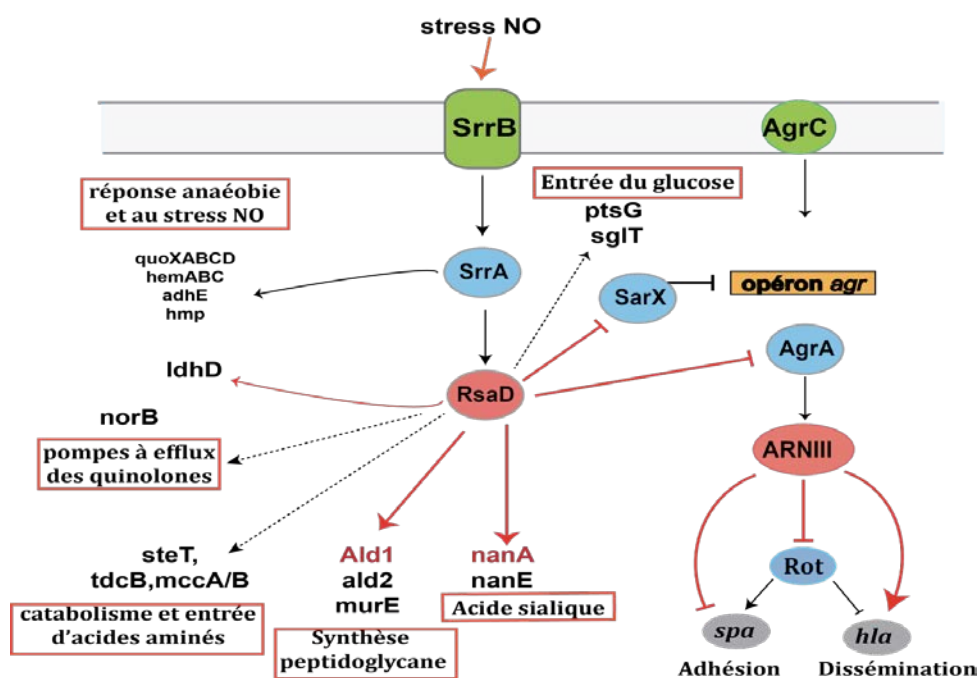 stress NO
SrrB
AgrC
réponse anaéobie
et au stress NO
Entrée du glucose
ptsG
sglT
quoXABCD
hemABC
adhE
hmp
SrrA
SarX
opéron agr
AgrA
ldhD
RsaD
norB
pompes à efflux
des quinolones
ARNIII
steT,
tdcB,mccA/B
catabolisme et entrée
d'acides aminés
Ald1
ald2
murE
Synthèse
peptidoglycane
nanA
nanE
Acide sialique
Rot
spa
hla
Adhésion
Dissémination